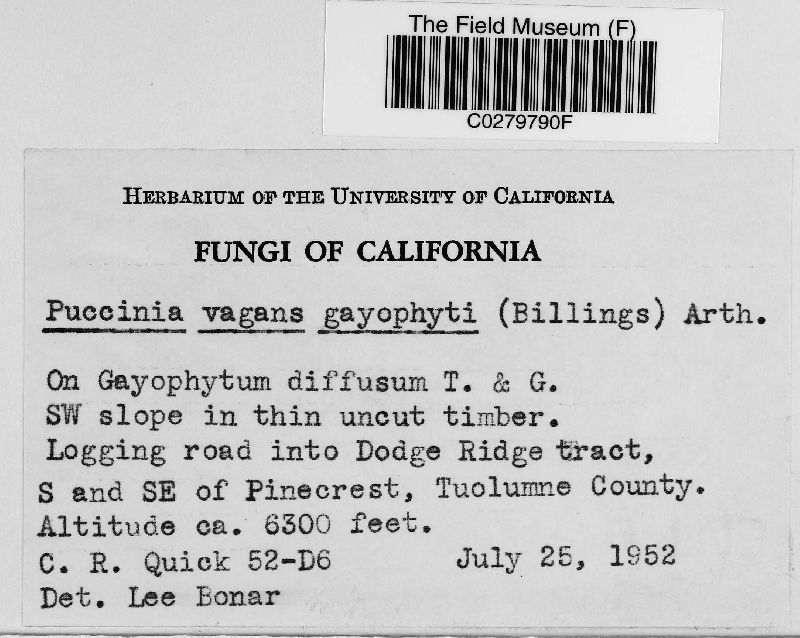 The Field Museum (F)
C0279790F
HERBARIUM OF THE UNIVERSITY OF CALIFORNIA
FUNGI OF CALIFORNIA
Puccinia vagans gayophyti (Billings) Arth.
On Gayophytum diffusum T. & G.
SW slope in thin uncut timber.
Logging road into Dodge Ridge tract,
S and SE of Pinecrest, Tuolumne County.
Altitude ca. 6300 feet.
C. R. Quick 52-D6 July 25, 1952
Det. Lee Bonar